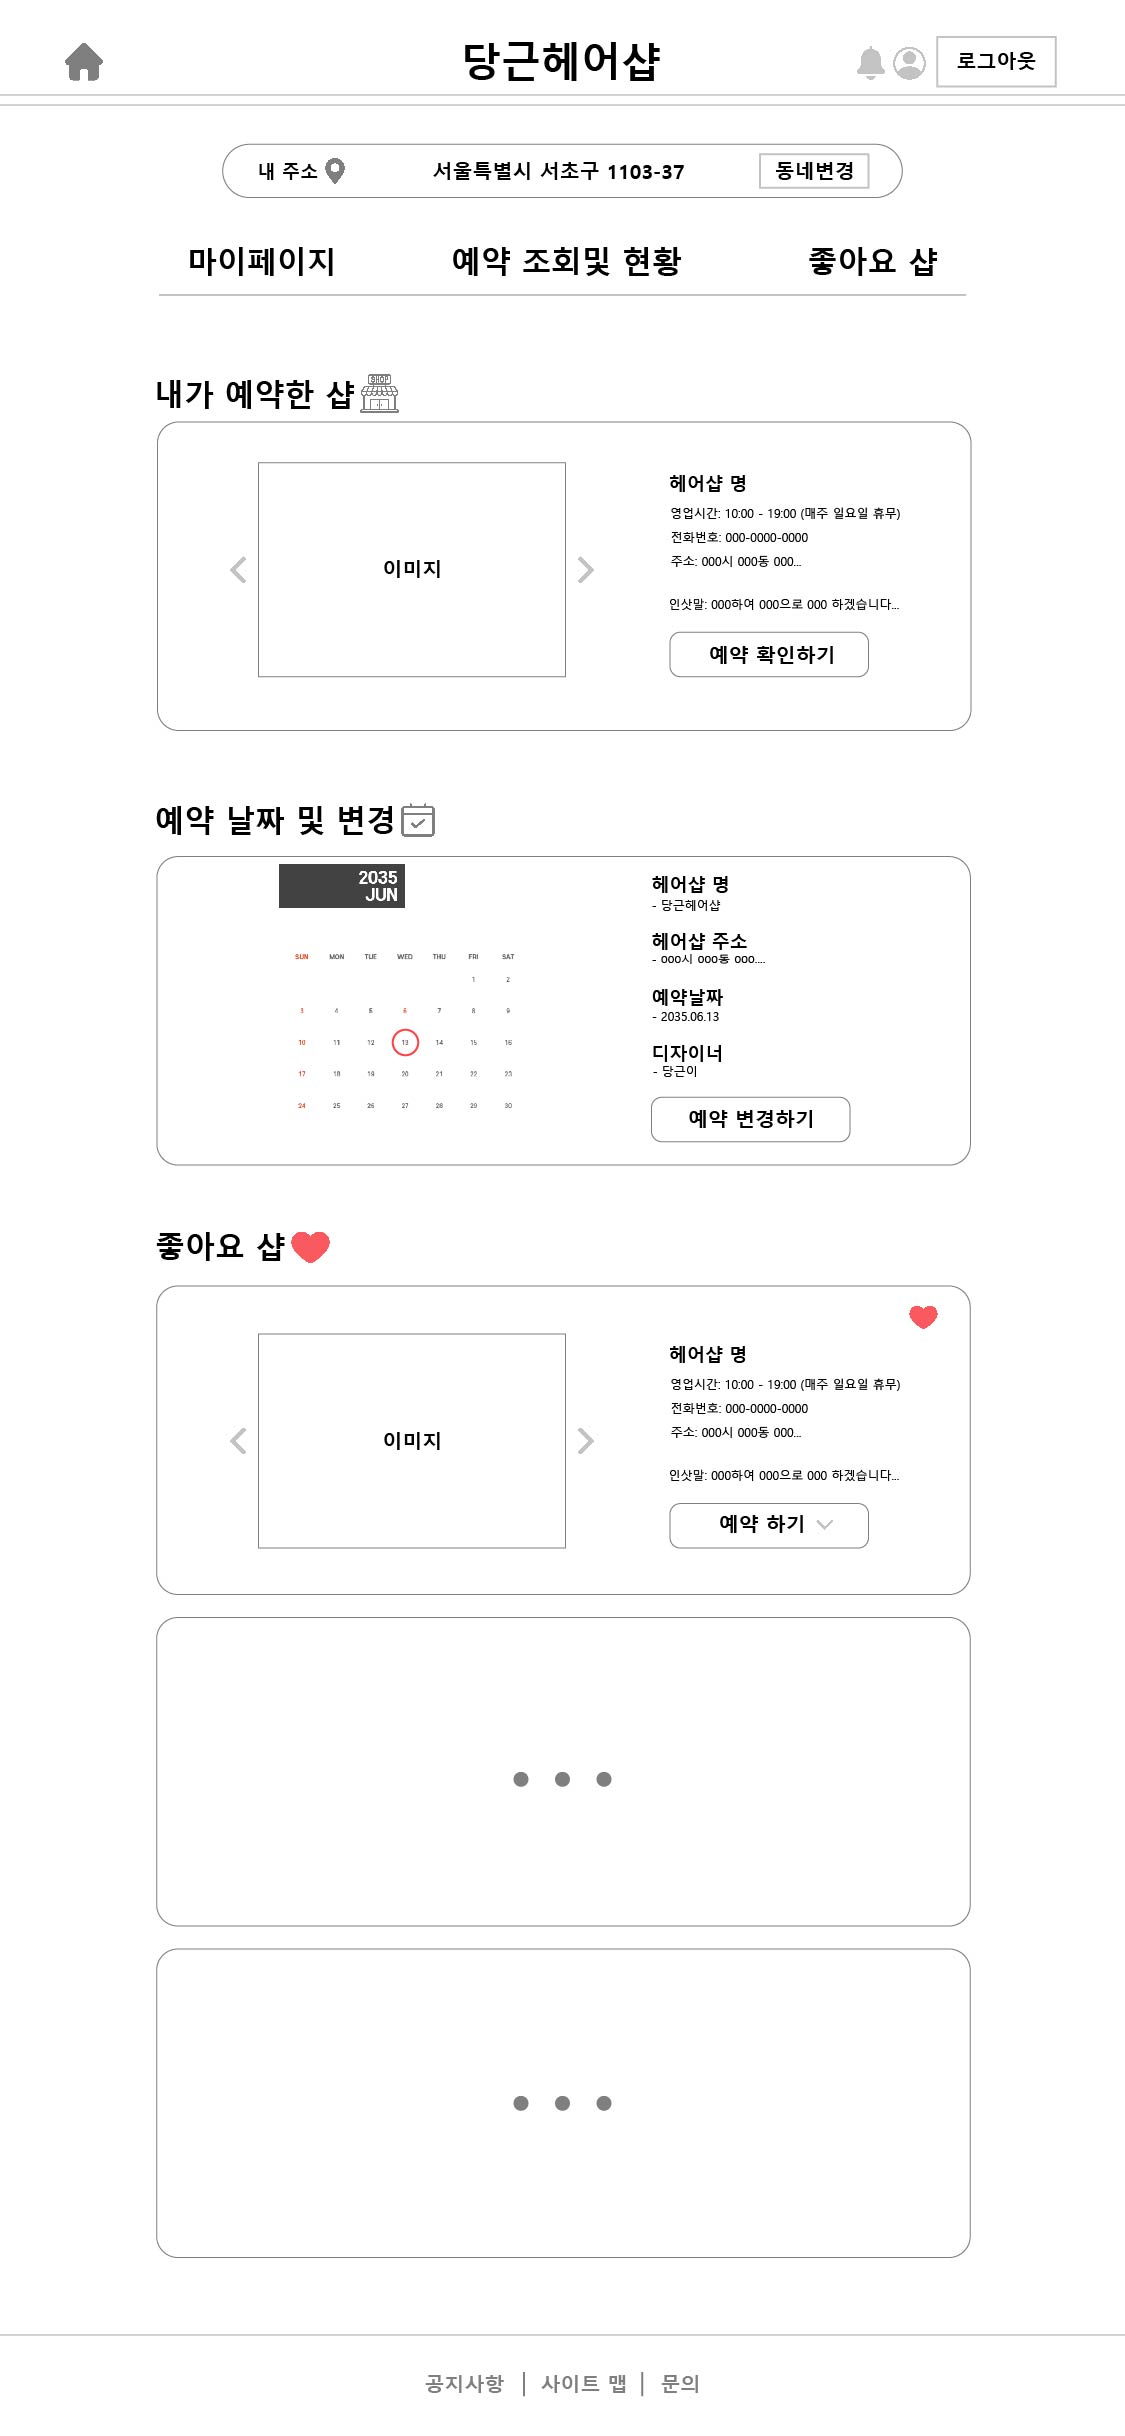 당근헤어샵
로그아웃
내 주소
서울특별시 서초구 1103-37
동네변경
마이페이지
예약 조회및 현황
좋아요 샵
내가 예약한 샵
SHOP
이미지
헤어샵 명
영업시간: 10:00 - 19:00 (매주 일요일 휴무)
전화번호: 000-0000-0000
주소: 000시 000동 000...
인삿말: 000하여 000으로 000 하겠습니다...
예약 확인하기
예약 날짜 및 변경
2035
JUN
SUN MON TUE WED THU FRI SAT
1 2
3 4 5 6 7 8 9
10 11 12 13 14 15 16
17 18 19 20 21 22 23
24 25 26 27 28 29 30
헤어샵 명
- 당근헤어샵
헤어샵 주소
- 000시 000동 000....
예약날짜
- 2035.06.13
디자이너
- 당근이
예약 변경하기
좋아요 샵
이미지
헤어샵 명
영업시간: 10:00 - 19:00 (매주 일요일 휴무)
전화번호: 000-0000-0000
주소: 000시 000동 000...
인삿말: 000하여 000으로 000 하겠습니다...
예약 하기
공지사항 | 사이트 맵 | 문의